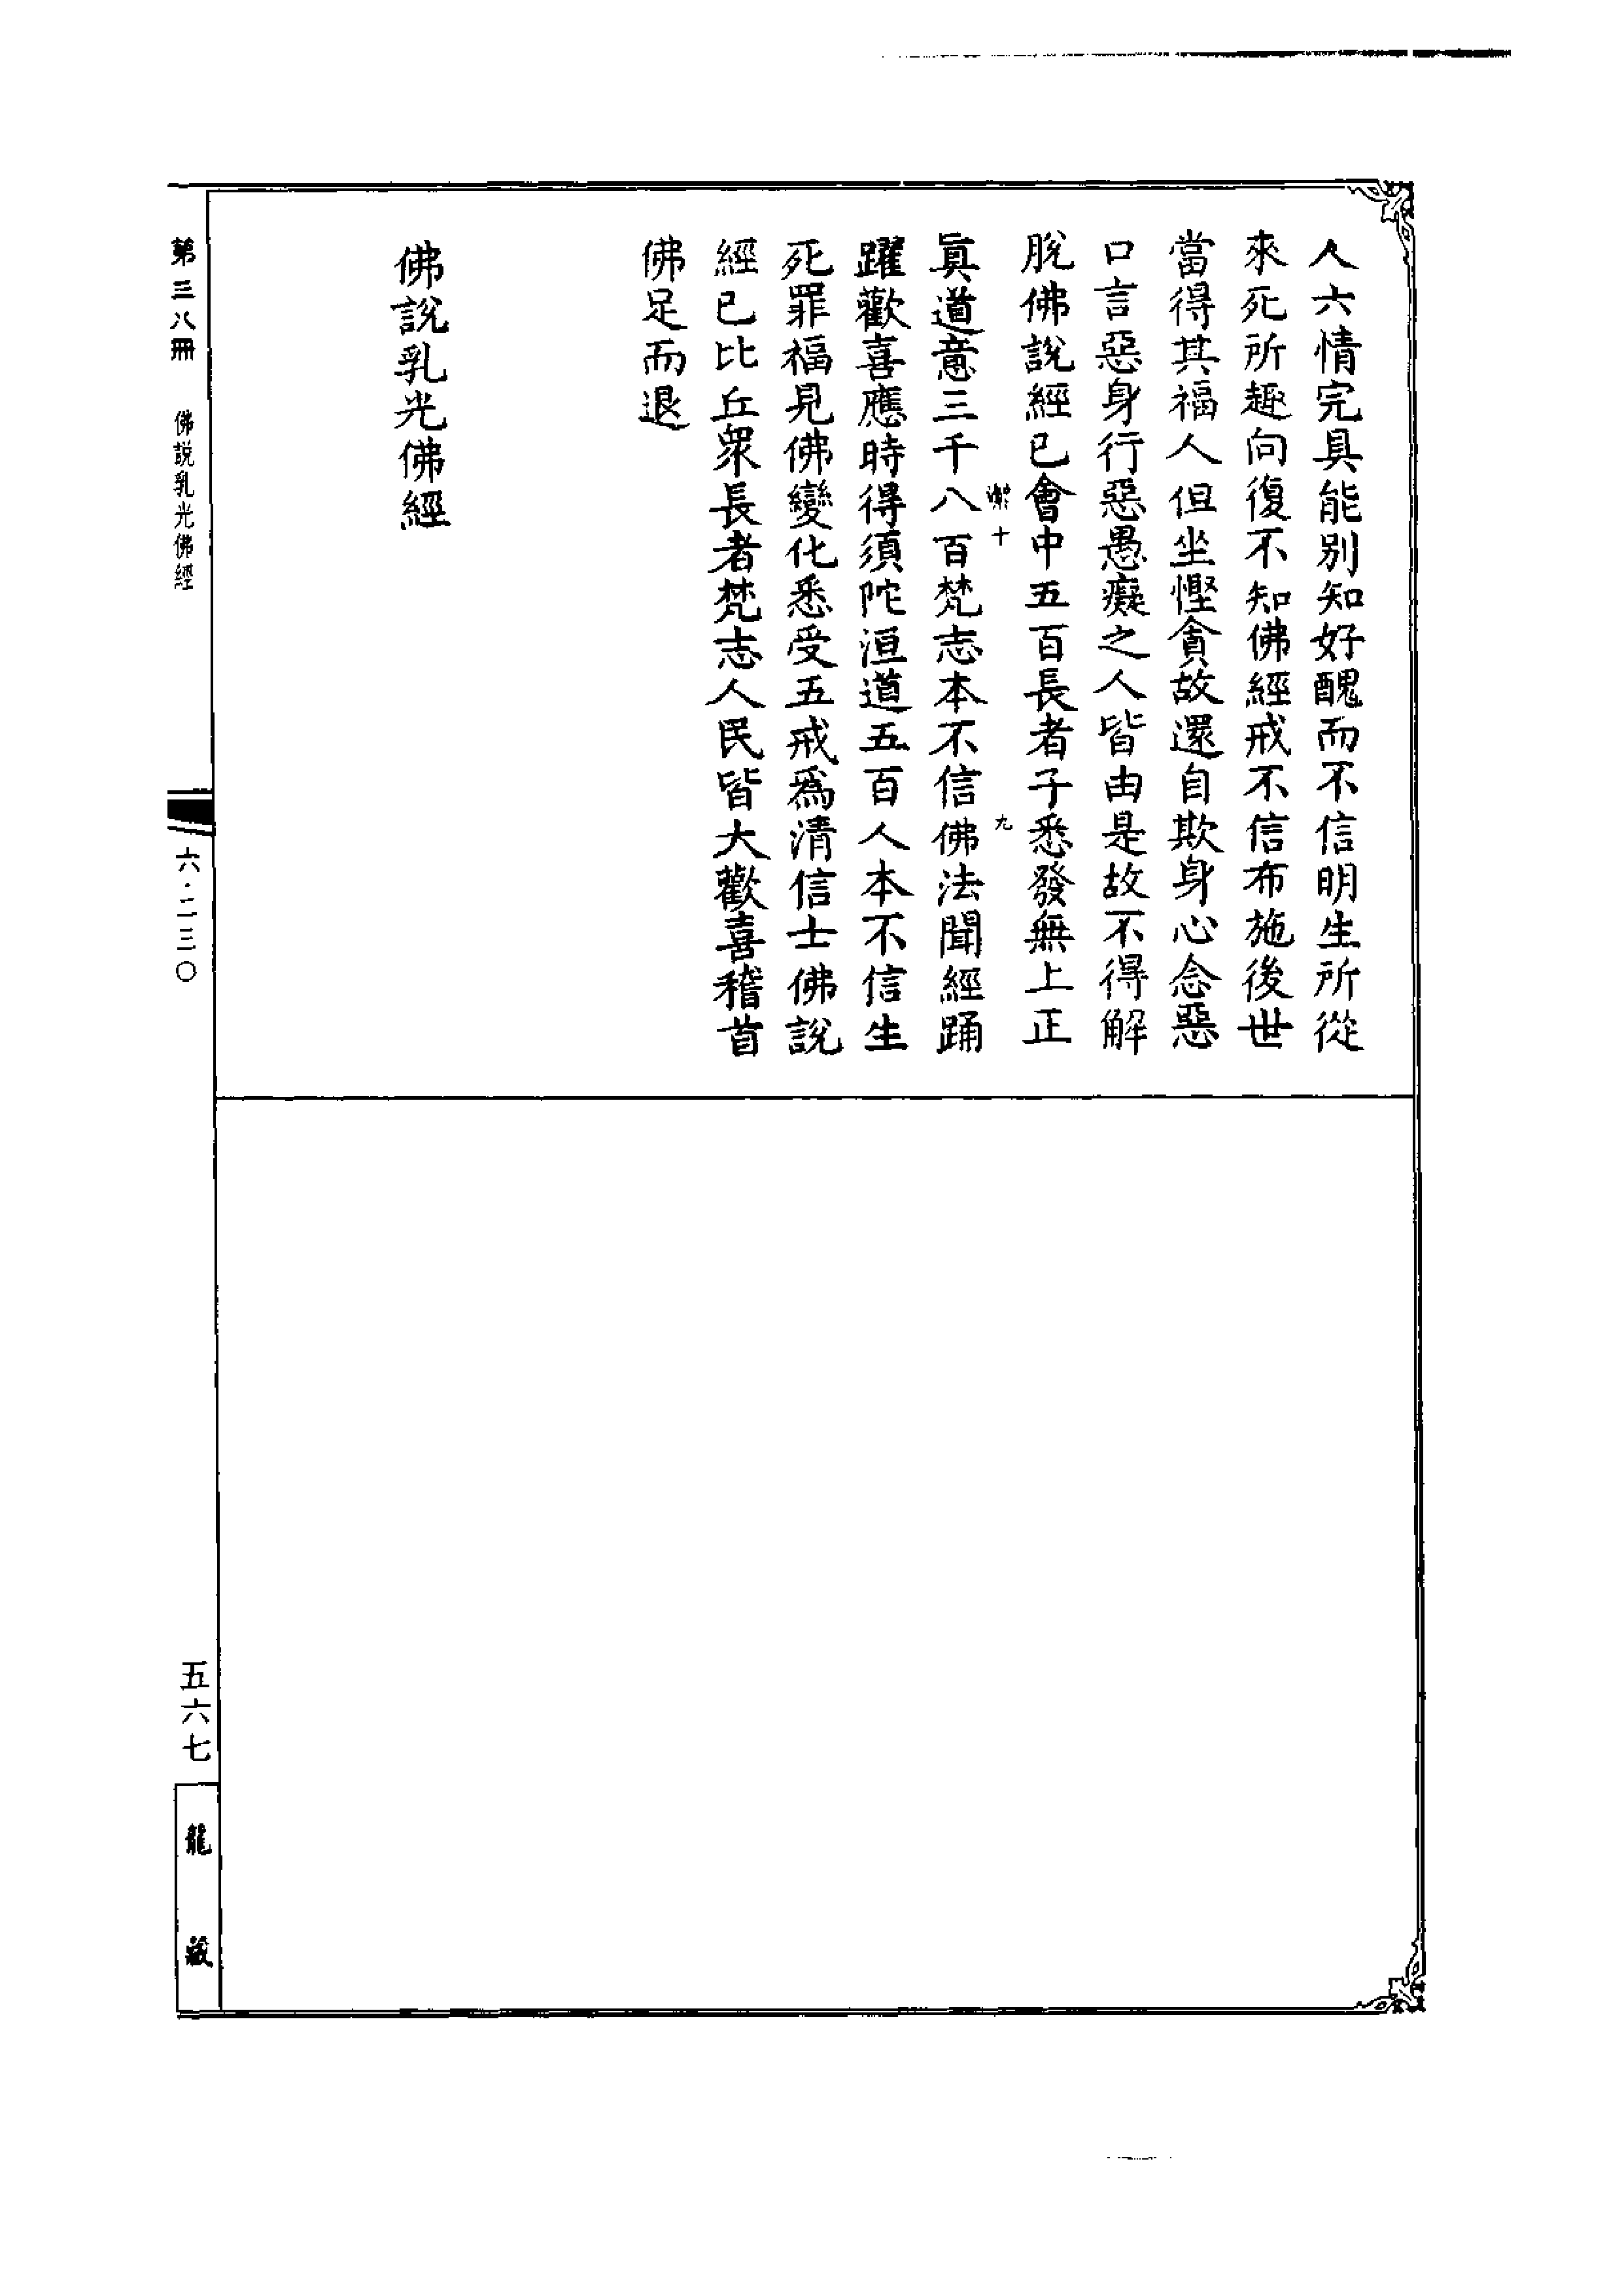 人六情完具能别知好醜而不信明生所從
來死所趣向復不知佛經戒不信布施後世
當得其福人但坐慳貪故還自欺身心念惡
口言惡身行惡愚癡之人皆由是故不得解
脫佛說經已會中五百長者子悉發無上正
十
九
眞道意三千八百梵志本不信佛法聞經踊
躍歡喜應時得須陀洹道五百人本不信生
死罪福見佛變化悉受五戒爲清信士佛說
經已比丘眾長者梵志人民皆大歡喜稽首
佛足而退
佛說乳光佛經
第三八冊
佛説乳光佛經
六·二三〇
五六七
龍藏